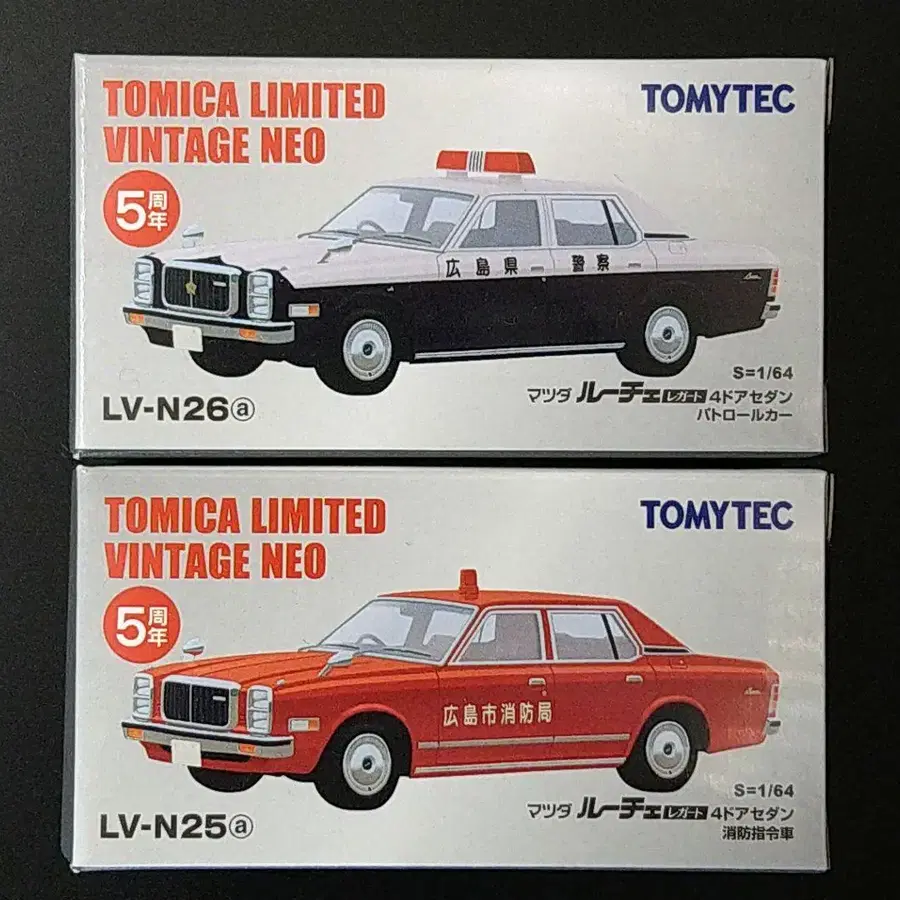 TOMICA LIMITED
VINTAGE NEO
TOMYTEC
5周年
広島県 警察
S=1/64
マツダ ルーチェ レガート 4ドアセダン
パトロールカー
LV-N26ⓐ
TOMICA LIMITED
VINTAGE NEO
TOMYTEC
5周年
広島市消防局
S=1/64
マツダ ルーチェ レガート 4ドアセダン
消防指令車
LV-N25ⓐ